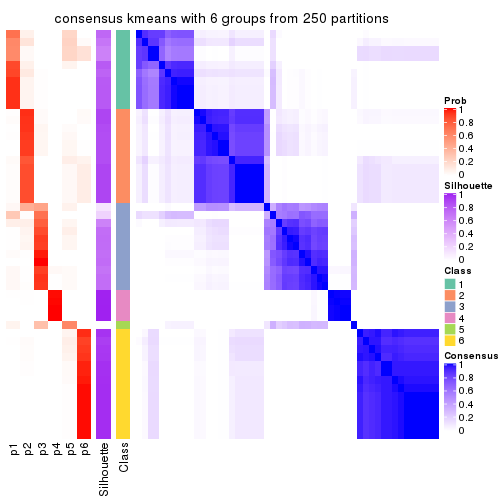 consensus kmeans with 6 groups from 250 partitions
Prob
1
0.8
0.6
0.4
0.2
0
Silhouette
1
0.8
0.6
0.4
0.2
0
Class
1
2
3
4
5
6
Consensus
1
0.8
0.6
0.4
0.2
0
p1
p2
p3
p4
p5
p6
Silhouette
Class